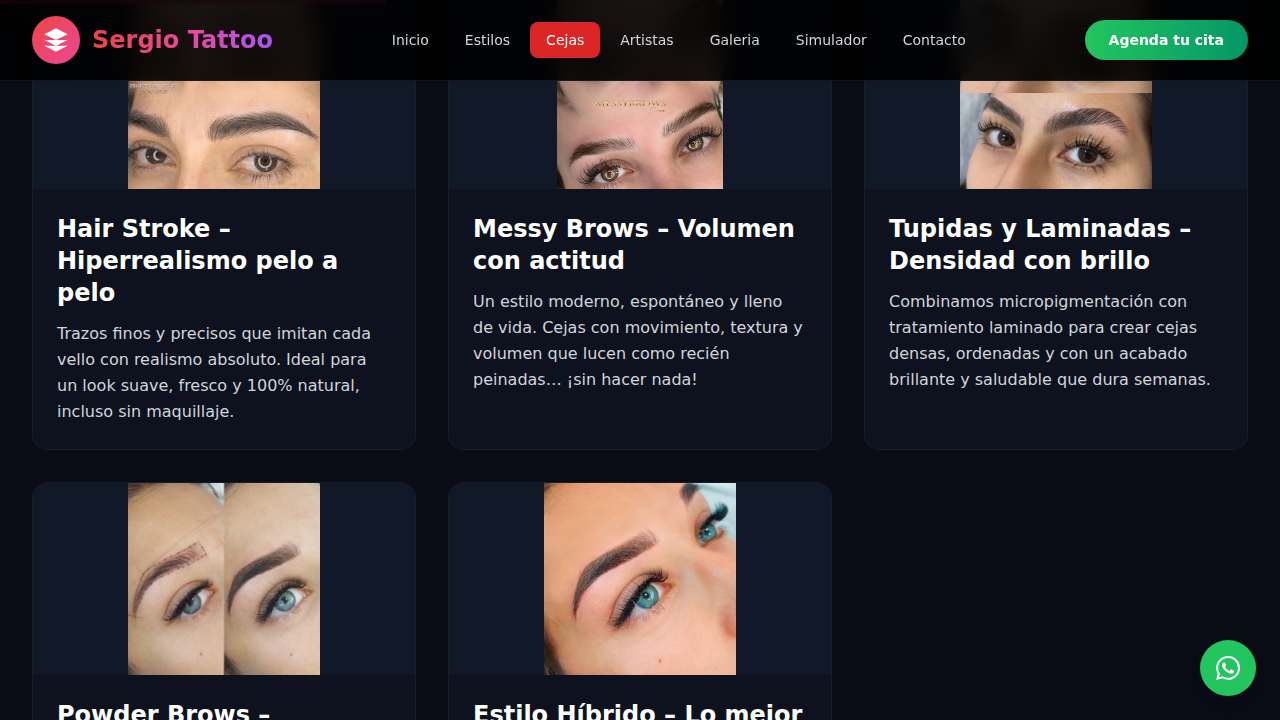 Sergio Tattoo
Inicio
Estilos
Cejas
Artistas
Galeria
Simulador
Contacto
Agenda tu cita
MESSYBROWS
Hair Stroke –
Hiperrealismo pelo a
pelo
Trazos finos y precisos que imitan cada
vello con realismo absoluto. Ideal para
un look suave, fresco y 100% natural,
incluso sin maquillaje.
Messy Brows – Volumen
con actitud
Un estilo moderno, espontáneo y lleno
de vida. Cejas con movimiento, textura y
volumen que lucen como recién
peinadas… ¡sin hacer nada!
Tupidas y Laminadas –
Densidad con brillo
Combinamos micropigmentación con
tratamiento laminado para crear cejas
densas, ordenadas y con un acabado
brillante y saludable que dura semanas.
Powder Brows –
Estilo Híbrido – Lo mejor